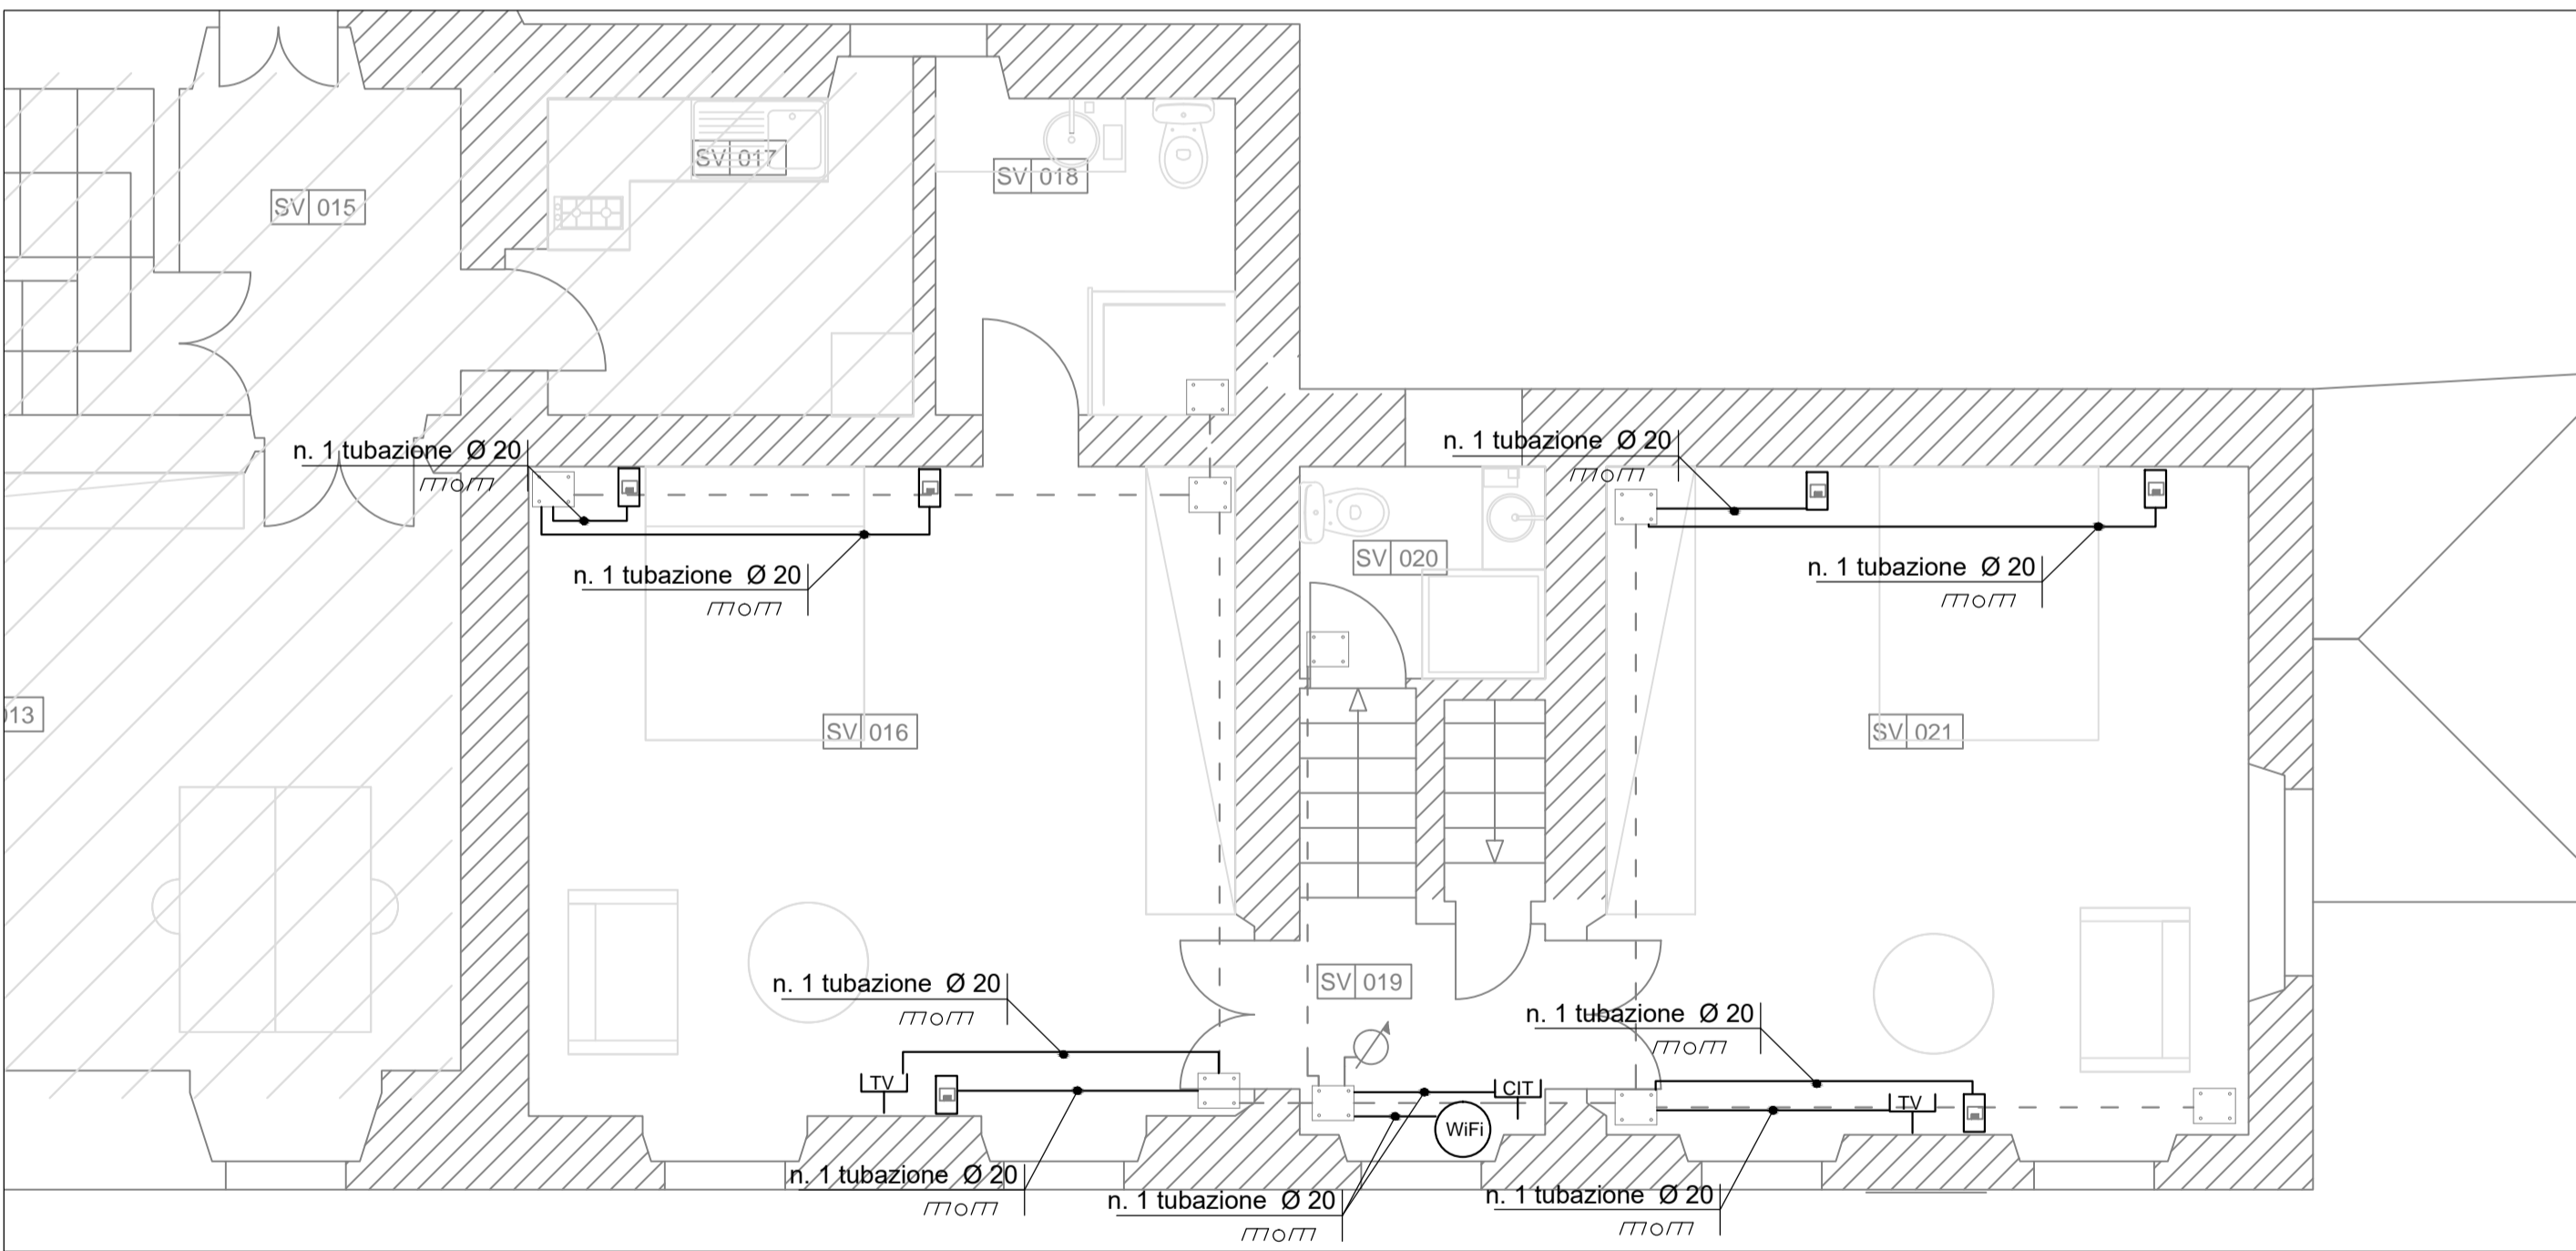 SV 017
SV 018
SV 015
n. 1 tubazione Ø 20
n. 1 tubazione Ø 20
SV 020
n. 1 tubazione Ø 20
n. 1 tubazione Ø 20
013
SV 016
SV 021
SV 019
n. 1 tubazione Ø 20
n. 1 tubazione Ø 20
TV
CIT
TV
WiFi
n. 1 tubazione Ø 20
n. 1 tubazione Ø 20
n. 1 tubazione Ø 20